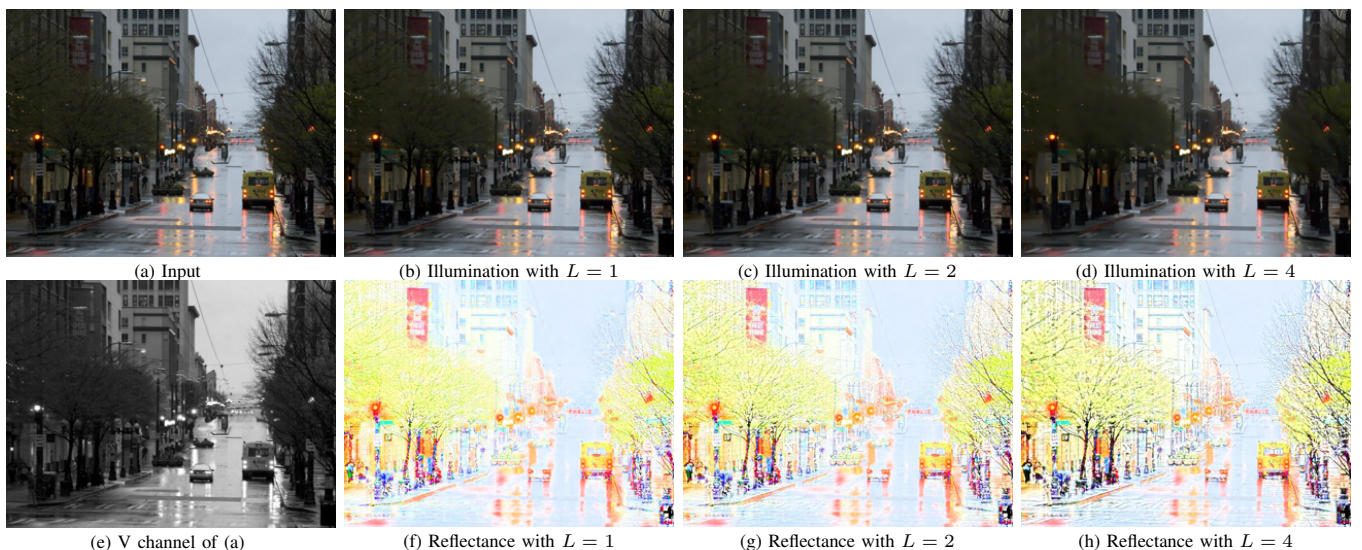 (a) Input
(b) Illumination with L = 1
(c) Illumination with L = 2
(d) Illumination with L = 4
(e) V channel of (a)
(f) Reflectance with L = 1
(g) Reflectance with L = 2
(h) Reflectance with L = 4